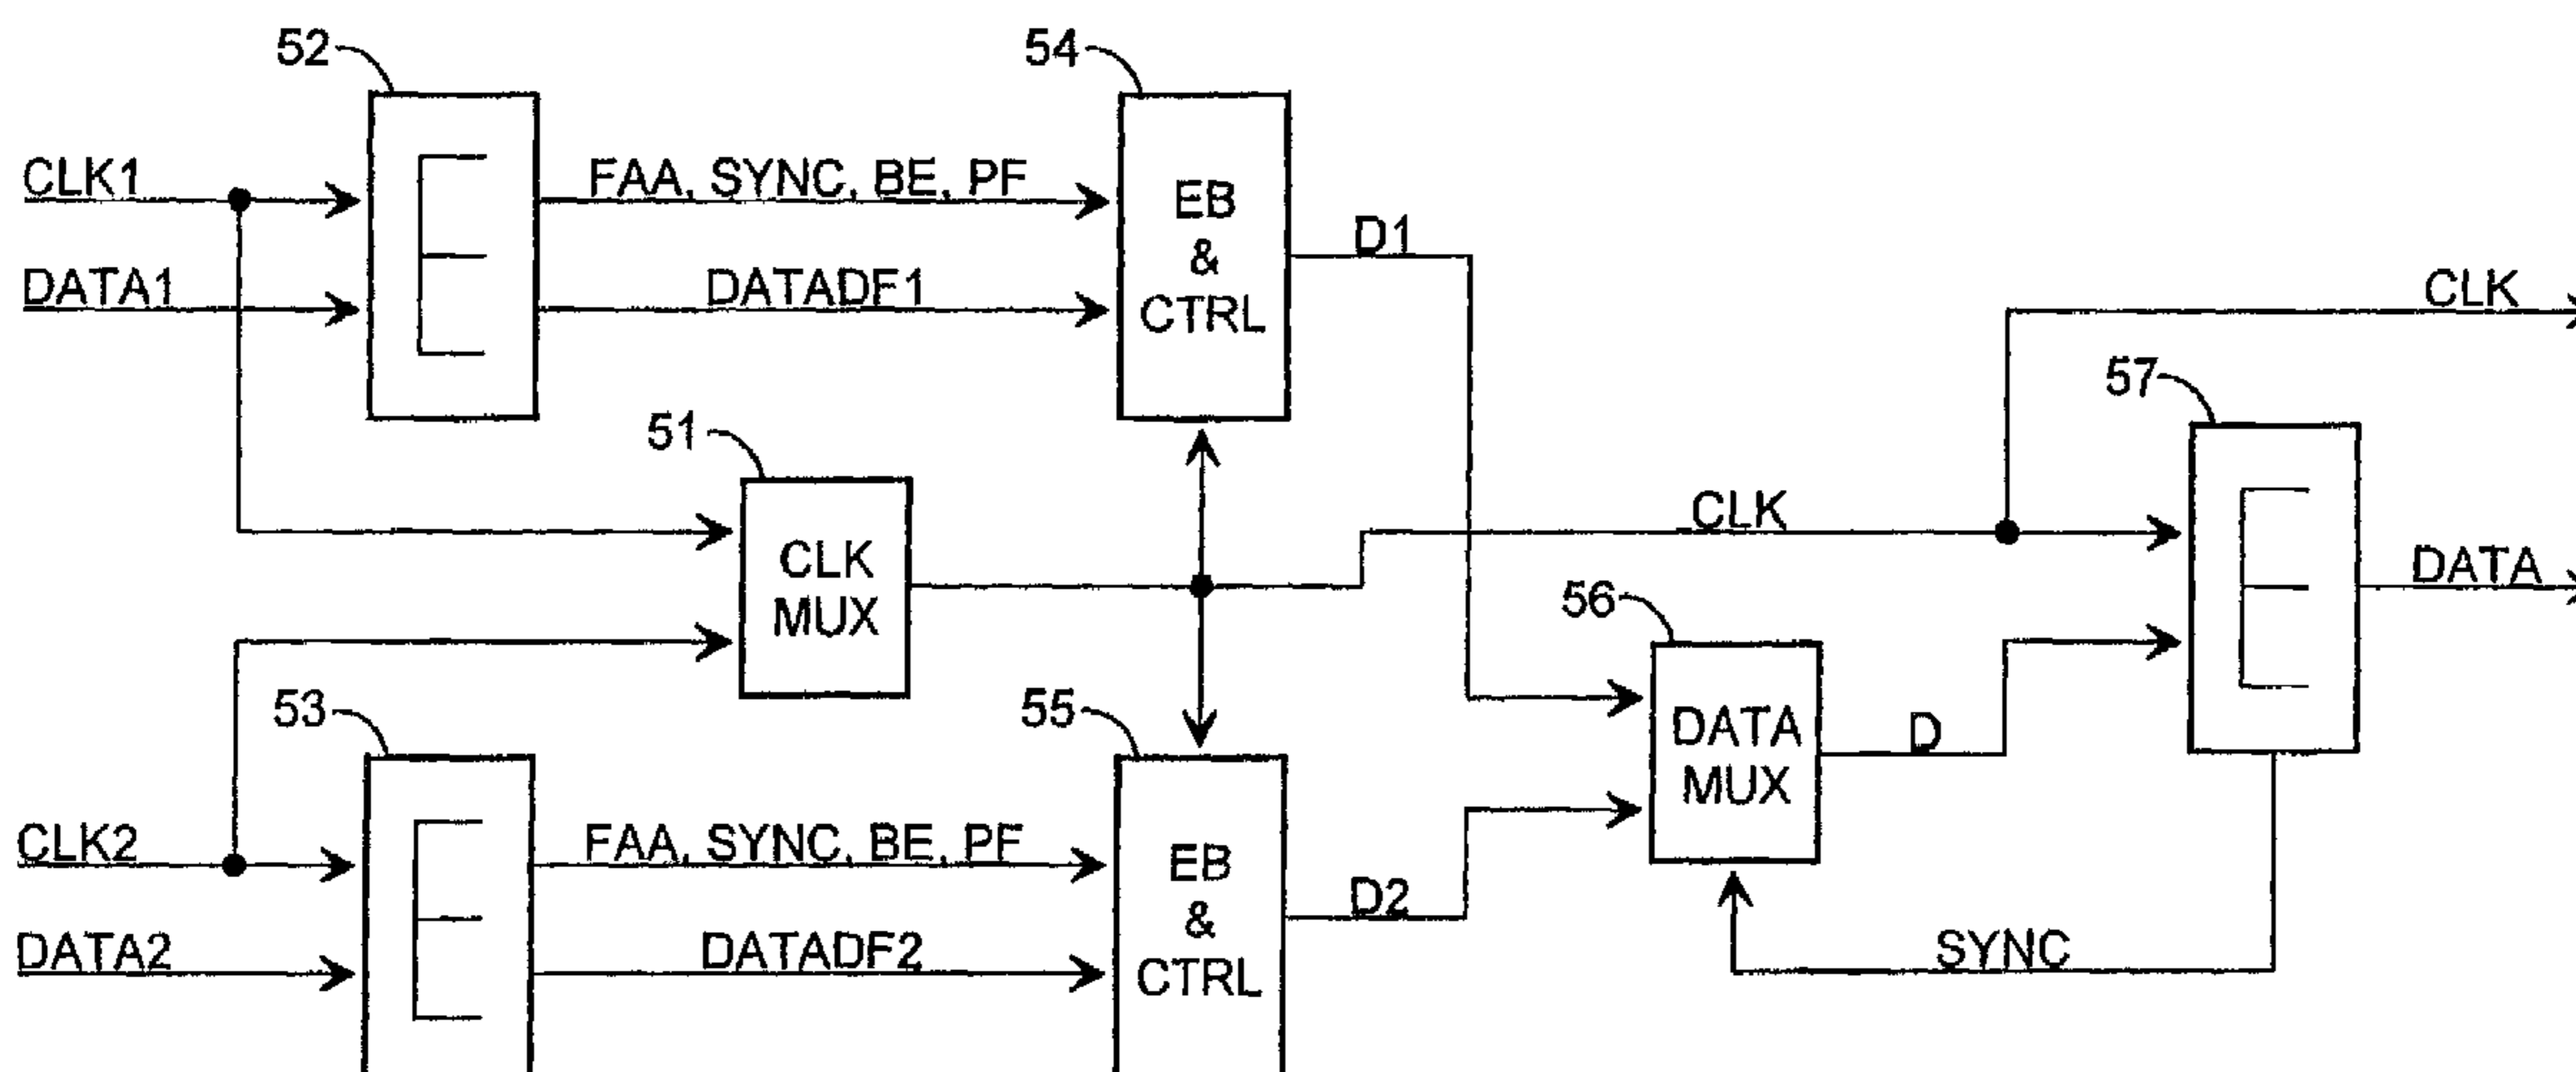 52
54
CLK1
FAA, SYNC, BE, PF
EB
&
CTRL
D1
DATA1
DATADF1
CLK
57
51
CLK
MUX
CLK
DATA
56
DATA
MUX
D
53
55
CLK2
FAA, SYNC, BE, PF
EB
&
CTRL
D2
DATA2
DATADF2
SYNC